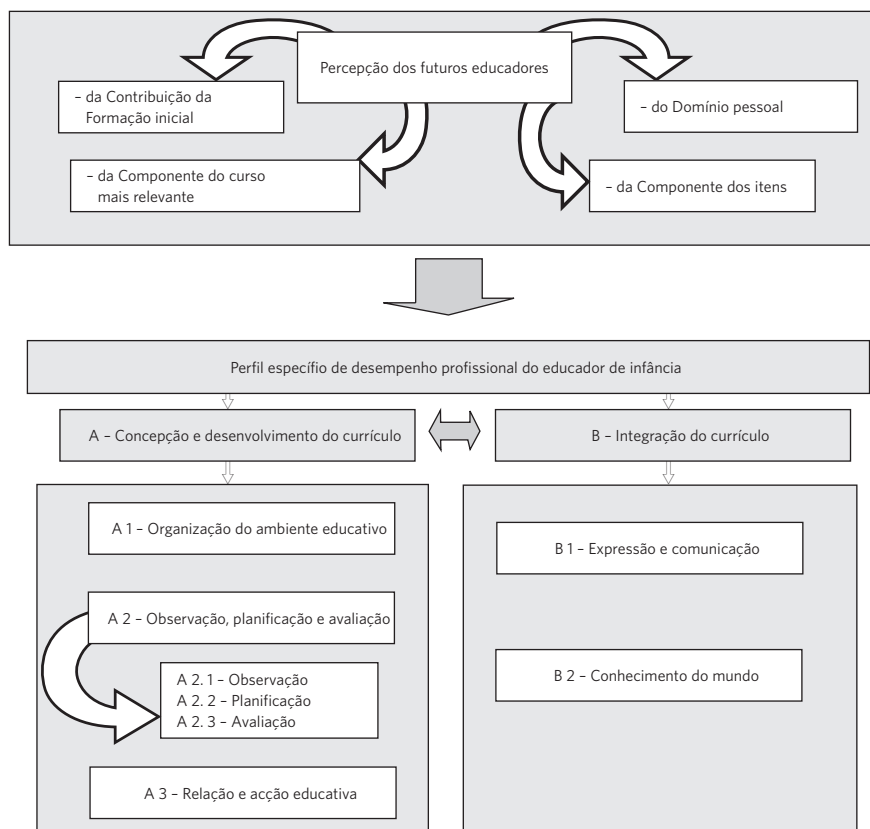 Percepção dos futuros educadores
– da Contribuição da
Formação inicial
– do Domínio pessoal
– da Componente do curso
mais relevante
– da Componente dos itens
Perfil específio de desempenho profissional do educador de infância
A – Concepção e desenvolvimento do currículo
B – Integração do currículo
A 1 – Organização do ambiente educativo
A 2 – Observação, planificação e avaliação
A 2. 1 – Observação
A 2. 2 – Planificação
A 2. 3 – Avaliação
A 3 – Relação e acção educativa
B 1 – Expressão e comunicação
B 2 – Conhecimento do mundo